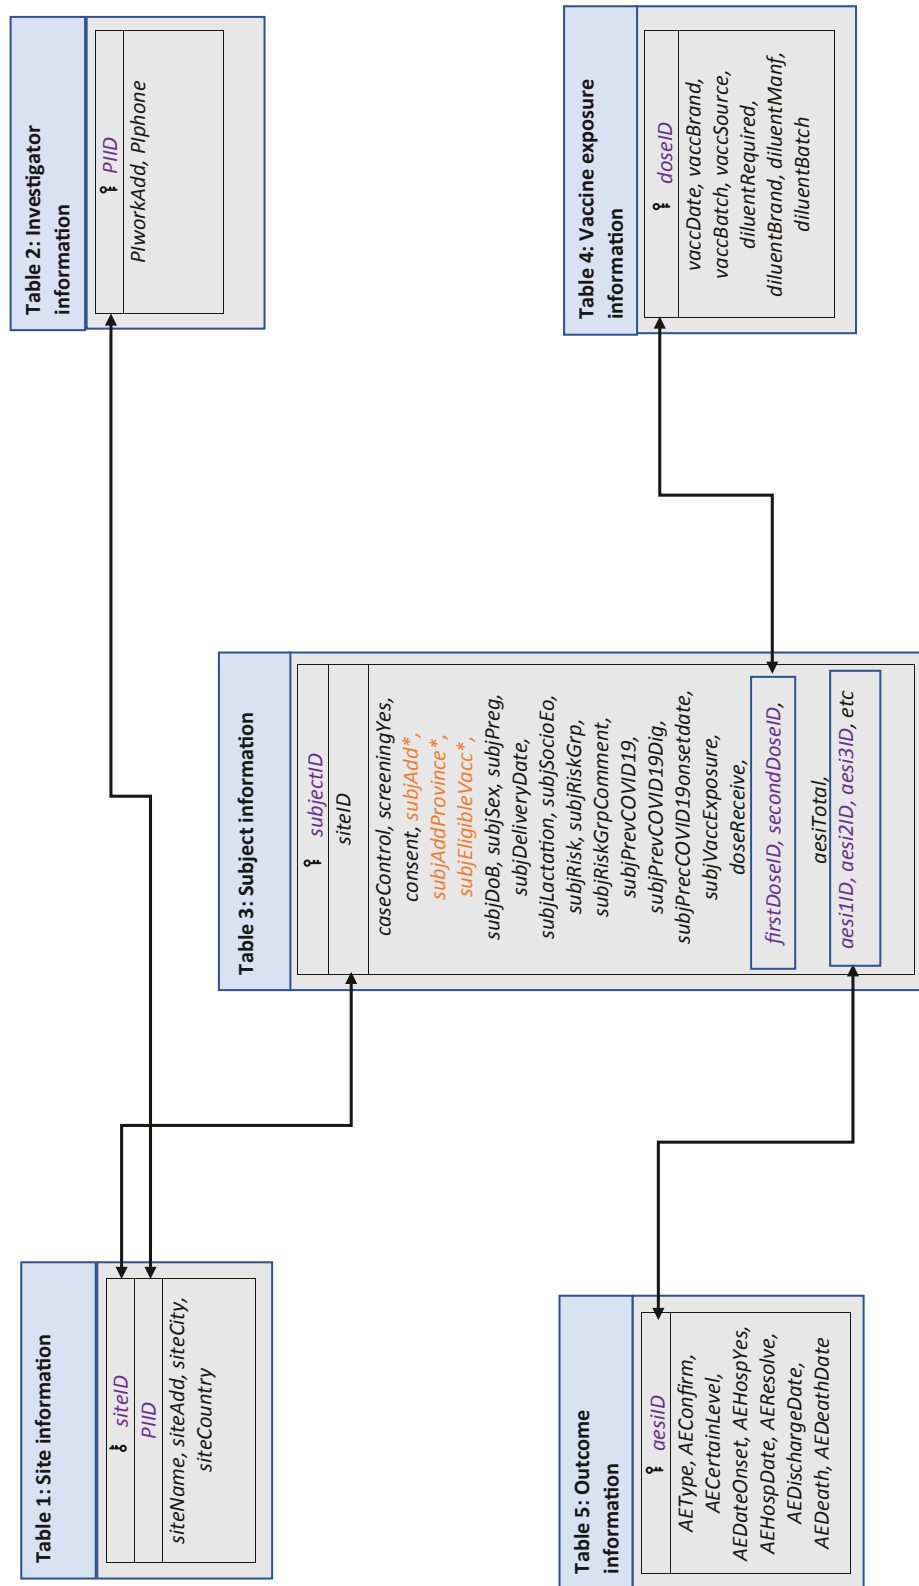 Table 1: Site information
siteID
PIID
siteName, siteAdd, siteCity,
siteCountry
Table 2: Investigator
information
PIID
PIworkAdd, PIphone
Table 3: Subject information
subjectID
siteID
caseControl, screeningYes,
consent, subjAdd*,
subjAddProvince*,
subjEligibleVacc*,
subjDoB, subjSex, subjPreg,
subjDeliveryDate,
subjLactation, subjSocioEo,
subjRisk, subjRiskGrp,
subjRiskGrpComment,
subjPrevCOVID19,
subjPrevCOVID19Dig,
subjPrecCOVID19onsetdate,
subjVaccExposure,
doseReceive,
firstDoseID, secondDoseID,
aesiTotal,
aesi1ID, aesi2ID, aesi3ID, etc
Table 5: Outcome
information
aesiID
AEType, AEConfirm,
AECertainLevel,
AEDateOnset, AEHospYes,
AEHospDate, AEResolve,
AEDischargeDate,
AEDeath, AEDeathDate
Table 4: Vaccine exposure
information
doseID
vaccDate, vaccBrand,
vaccBatch, vaccSource,
diluentRequired,
diluentBrand, diluentManf,
diluentBatch